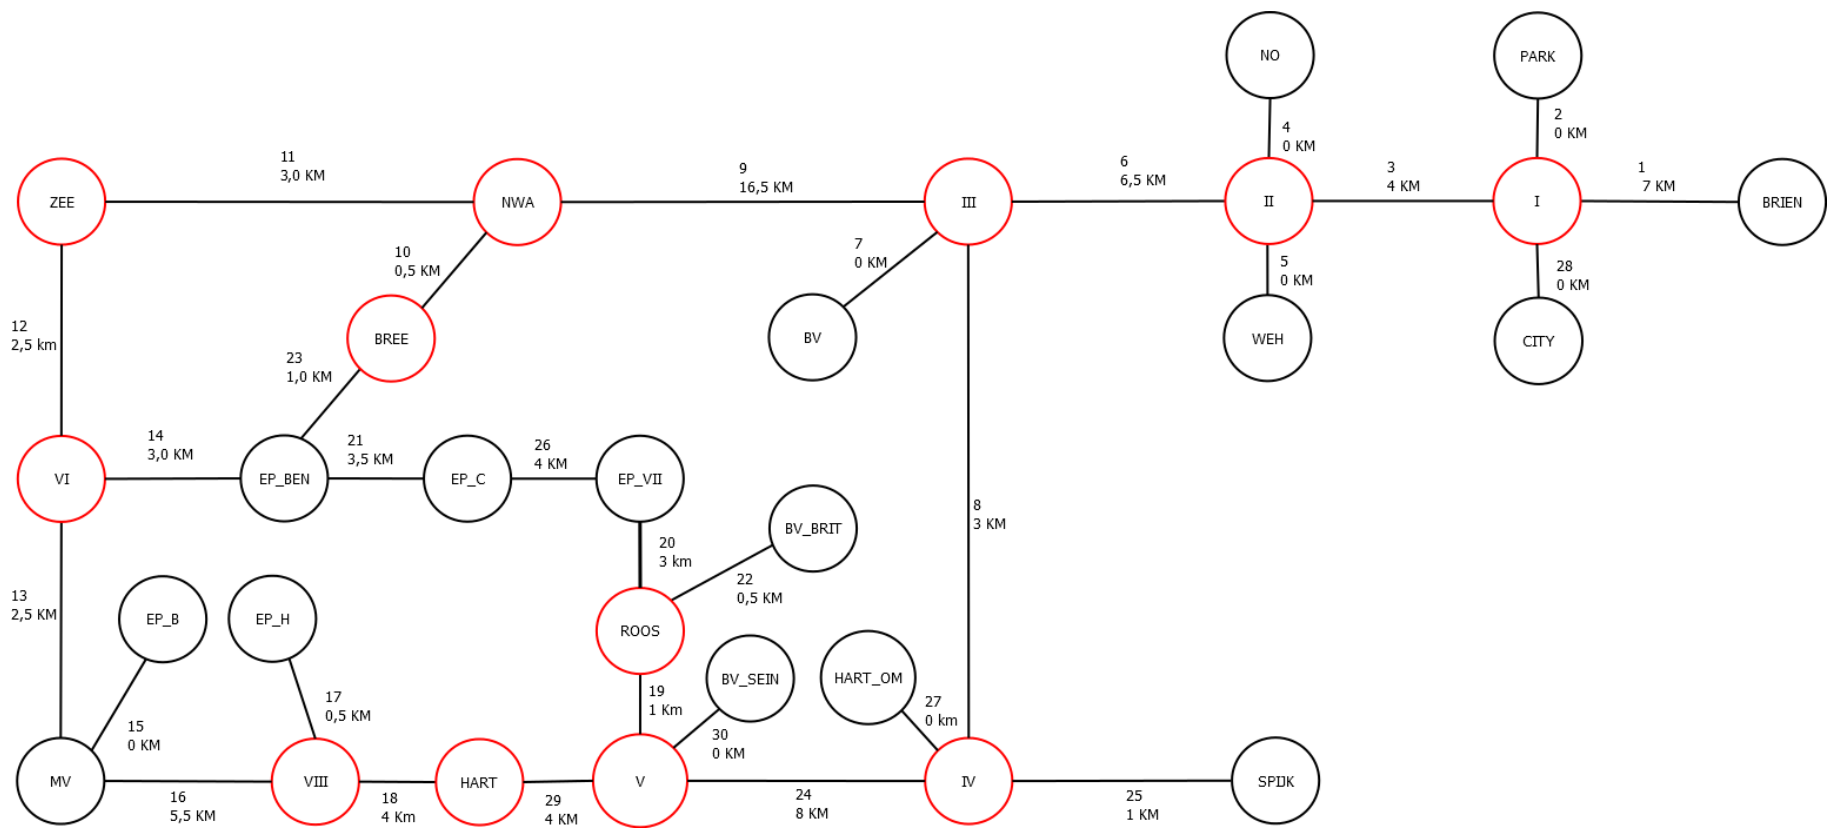 NO
PARK
4
0 KM
2
0 KM
11
3,0 KM
9
16,5 KM
6
6,5 KM
3
4 KM
1
7 KM
ZEE
NWA
III
II
I
BRIEN
10
0,5 KM
7
0 KM
5
0 KM
28
0 KM
12
2,5 km
BREE
BV
WEH
CITY
23
1,0 KM
14
3,0 KM
21
3,5 KM
26
4 KM
VI
EP_BEN
EP_C
EP_VII
8
3 KM
BV_BRIT
20
3 km
22
0,5 KM
13
2,5 KM
EP_B
EP_H
ROOS
BV_SEIN
HART_OM
17
0,5 KM
19
1 Km
27
0 km
15
0 KM
30
0 KM
MV
VIII
HART
V
IV
SPIJK
16
5,5 KM
18
4 Km
29
4 KM
24
8 KM
25
1 KM